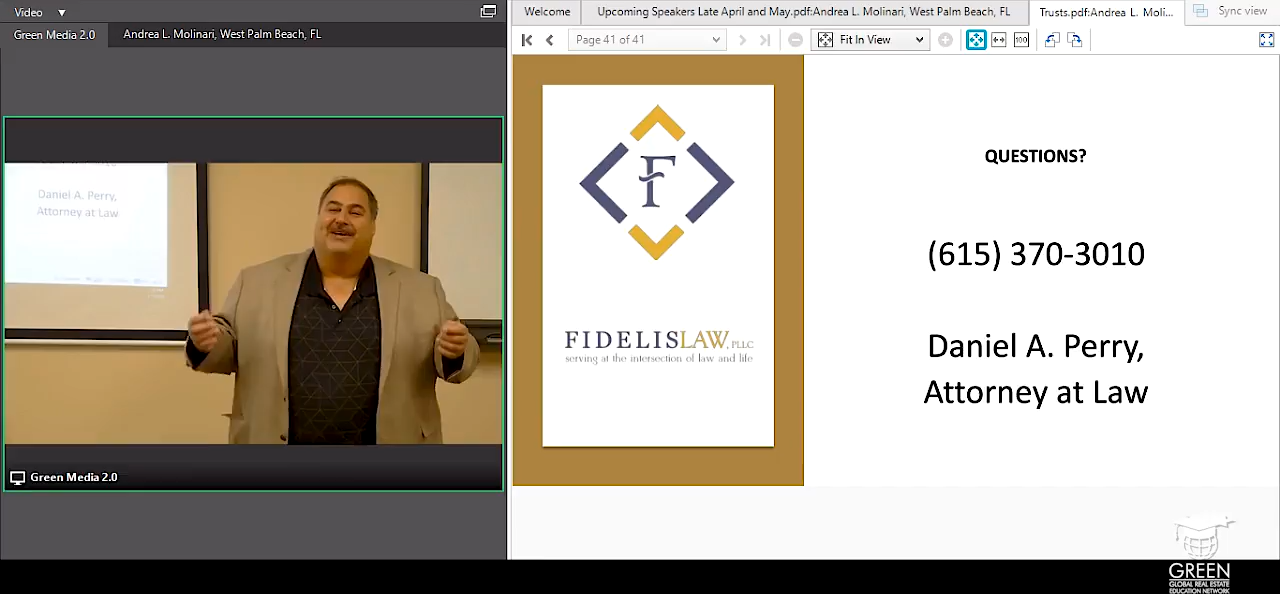 Video
Green Media 2.0
Andrea L. Molinari, West Palm Beach, FL
Daniel A. Perry,
Attorney at Law
Green Media 2.0
Welcome
Upcoming Speakers Late April and May.pdf:Andrea L. Molinari, West Palm Beach, FL
Trusts.pdf:Andrea L. Moli...
Sync view
Page 41 of 41
Fit In View
100
F
FIDELISLAW, PLLC
serving at the intersection of law and life
QUESTIONS?
(615) 370-3010
Daniel A. Perry,
Attorney at Law
GREEN
GLOBAL REAL ESTATE
EDUCATION NETWORK